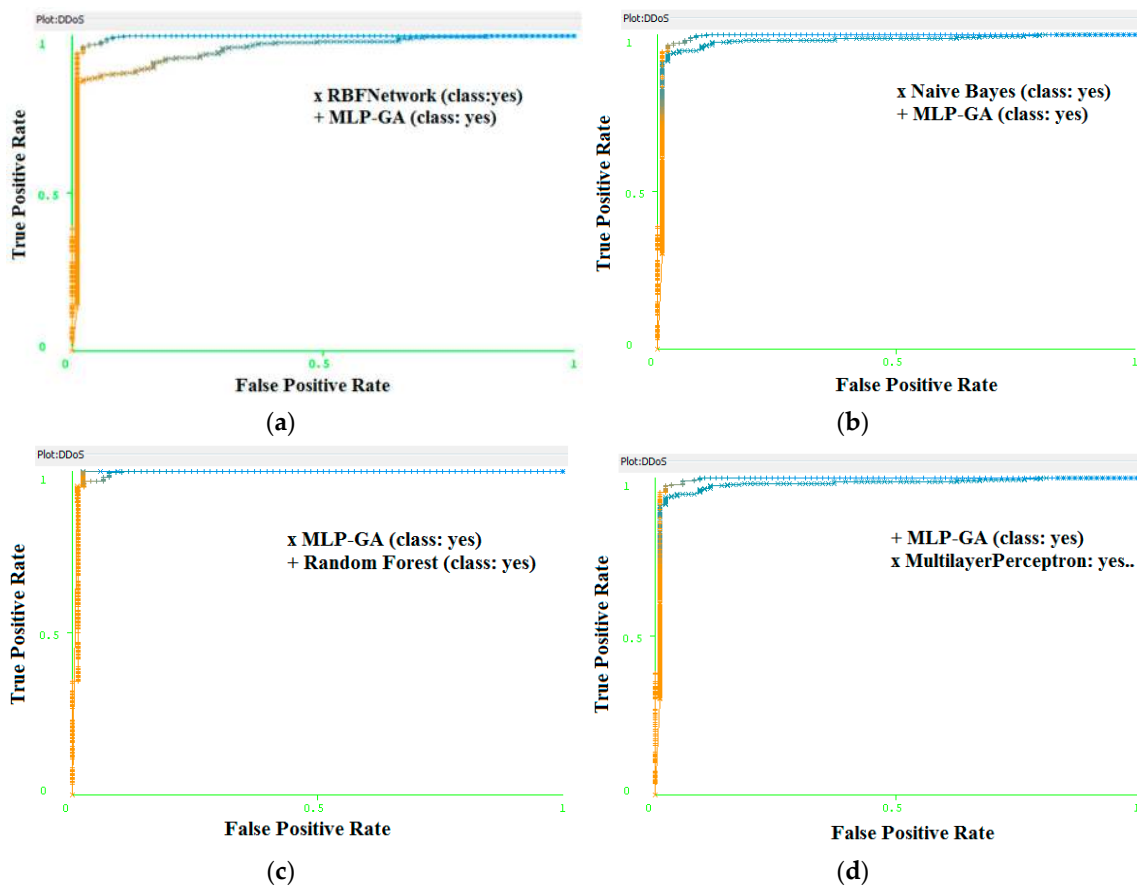 Plot:DDoS
1
x RBFNetwork (class:yes)
+ MLP-GA (class: yes)
True Positive Rate
0.5
0
0
0.5
1
False Positive Rate
(a)
Plot:DDoS
1
x Naive Bayes (class: yes)
+ MLP-GA (class: yes)
True Positive Rate
0.5
0
0
0.5
1
False Positive Rate
(b)
Plot:DDoS
1
x MLP-GA (class: yes)
+ Random Forest (class: yes)
True Positive Rate
0.5
0
0
0.5
1
False Positive Rate
(c)
Plot:DDoS
1
+ MLP-GA (class: yes)
x MultilayerPerceptron: yes..
True Positive Rate
0.5
0
0
0.5
1
False Positive Rate
(d)